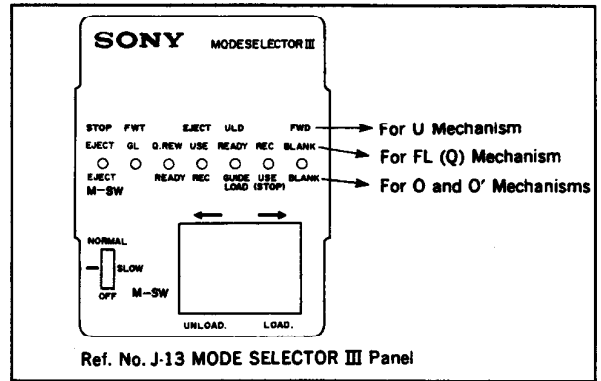 SONY MODE SELECTOR III
STOP FWT EJECT ULD FWD For U Mechanism
EJECT GL Q.REW USE READY REC BLANK For FL (Q) Mechanism
EJECT READY REC GUIDE LOAD USE (STOP) BLANK For O and O' Mechanisms
M-SW
NORMAL
SLOW
OFF M-SW
UNLOAD. LOAD.
Ref. No. J-13 MODE SELECTOR III Panel